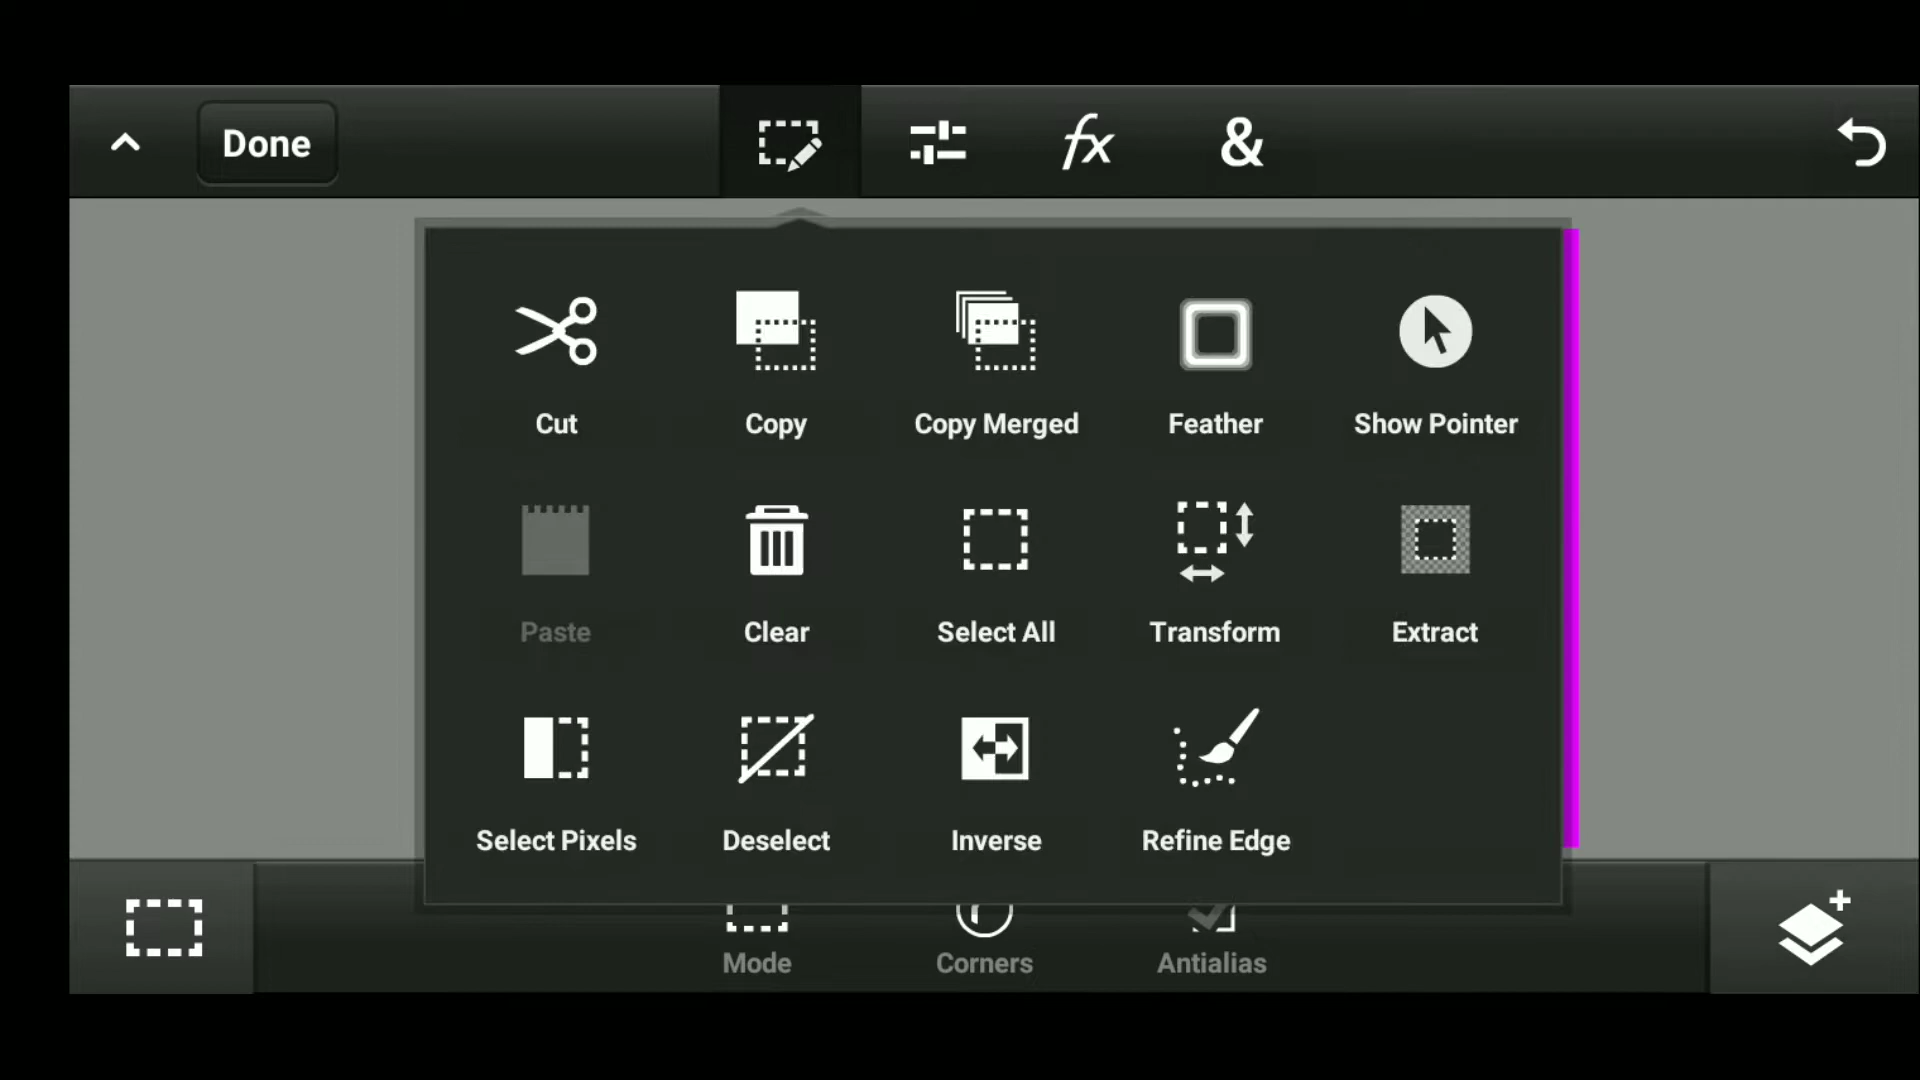 Done fx &
Cut Copy Copy Merged Feather Show Pointer
Paste Clear Select All Transform Extract
Select Pixels Deselect Inverse Refine Edge
Mode Corners Antialias